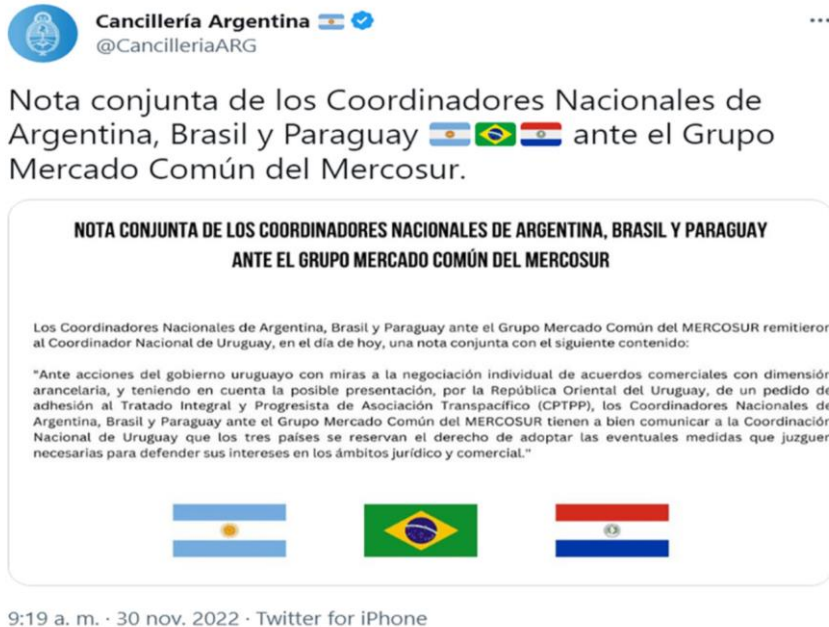 Cancillería Argentina
@CancilleriaARG
Nota conjunta de los Coordinadores Nacionales de
Argentina, Brasil y Paraguay ante el Grupo
Mercado Común del Mercosur.
NOTA CONJUNTA DE LOS COORDINADORES NACIONALES DE ARGENTINA, BRASIL Y PARAGUAY
ANTE EL GRUPO MERCADO COMÚN DEL MERCOSUR
Los Coordinadores Nacionales de Argentina, Brasil y Paraguay ante el Grupo Mercado Común del MERCOSUR remitieron
al Coordinador Nacional de Uruguay, en el día de hoy, una nota conjunta con el siguiente contenido:
"Ante acciones del gobierno uruguayo con miras a la negociación individual de acuerdos comerciales con dimensión
arancelaria, y teniendo en cuenta la posible presentación, por la República Oriental del Uruguay, de un pedido de
adhesión al Tratado Integral y Progresista de Asociación Transpacífico (CPTPP), los Coordinadores Nacionales de
Argentina, Brasil y Paraguay ante el Grupo Mercado Común del MERCOSUR tienen a bien comunicar a la Coordinación
Nacional de Uruguay que los tres países se reservan el derecho de adoptar las eventuales medidas que juzguen
necesarias para defender sus intereses en los ámbitos jurídico y comercial."
9:19 a. m. · 30 nov. 2022 · Twitter for iPhone